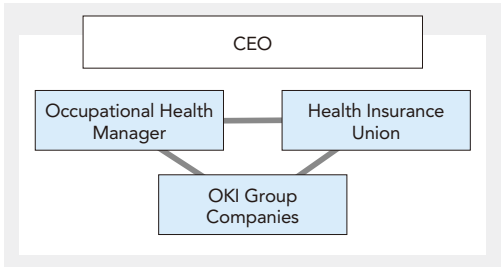 CEO
Occupational Health
Manager
Health Insurance
Union
OKI Group
Companies